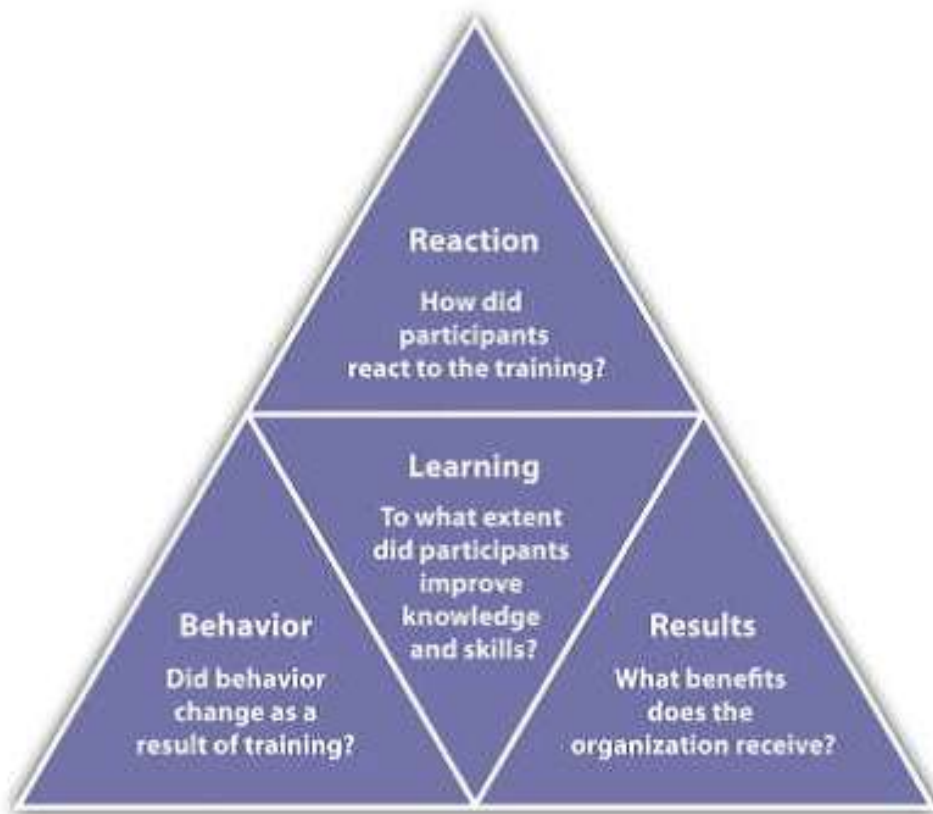 Reaction
How did
participants
react to the training?
Learning
To what extent
did participants
improve
knowledge
and skills?
Behavior
Did behavior
change as a
result of training?
Results
What benefits
does the
organization receive?